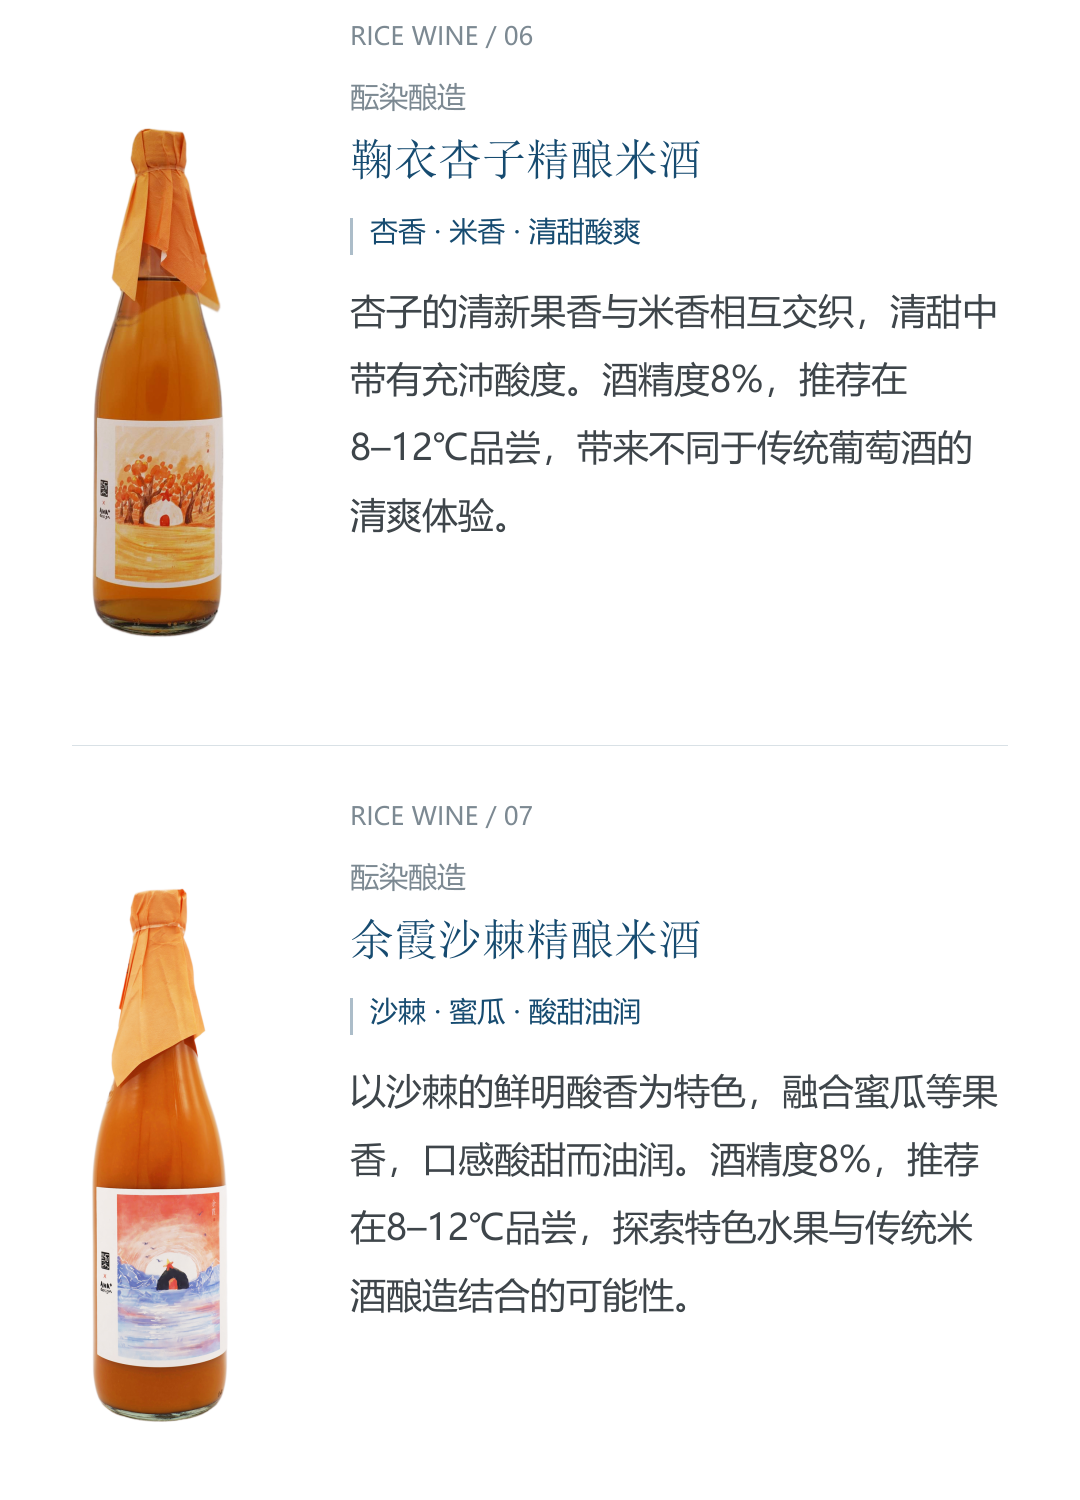 RICE WINE / 06
酝染酿造
鞠衣杏子精酿米酒
杏香 · 米香 · 清甜酸爽
杏子的清新果香与米香相互交织，清甜中
带有充沛酸度。酒精度8%，推荐在
8–12℃品尝，带来不同于传统葡萄酒的
清爽体验。
RICE WINE / 07
酝染酿造
余霞沙棘精酿米酒
沙棘 · 蜜瓜 · 酸甜油润
以沙棘的鲜明酸香为特色，融合蜜瓜等果
香，口感酸甜而油润。酒精度8%，推荐
在8–12℃品尝，探索特色水果与传统米
酒酿造结合的可能性。